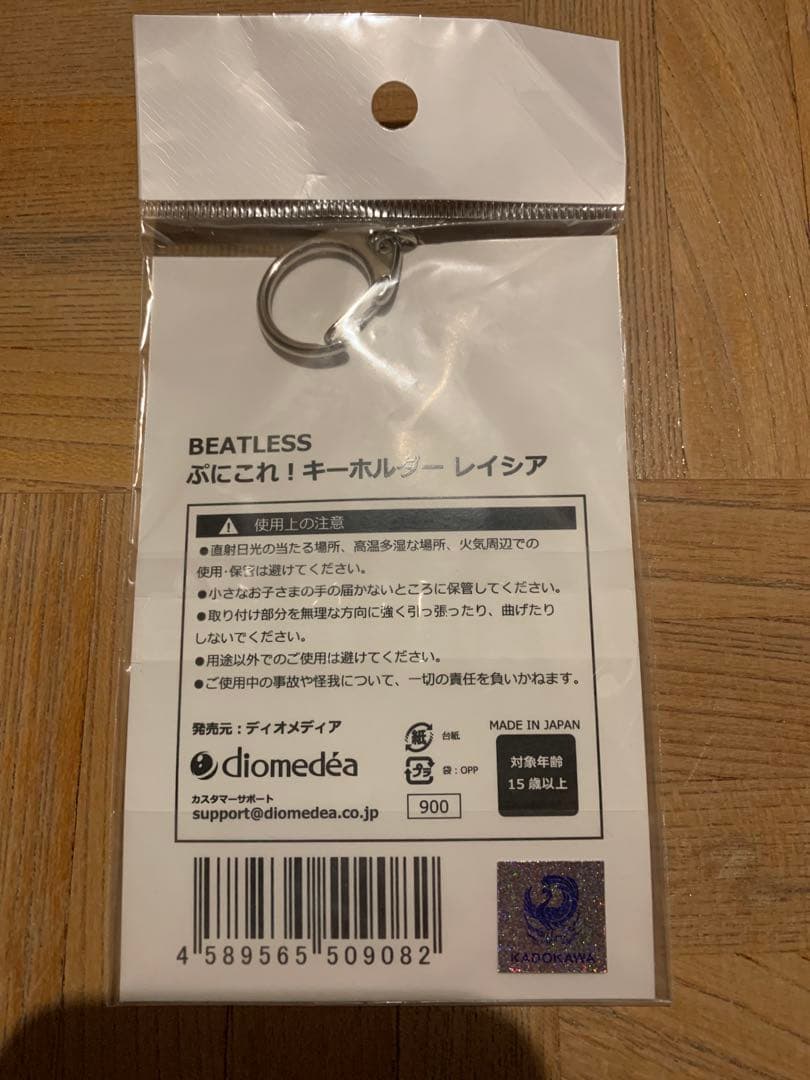 BEATLESS
ぷにこれ！キーホルダー レイシア
使用上の注意
●直射日光の当たる場所、高温多湿な場所、火気周辺での
使用・保管は避けてください。
●小さなお子さまの手の届かないところに保管してください。
●取り付け部分を無理な方向に強く引っ張ったり、曲げたり
しないでください。
●用途以外でのご使用は避けてください。
●ご使用中の事故や怪我について、一切の責任を負いかねます。
発売元：ディオメディア
diomedéa
カスタマーサポート
support@diomedea.co.jp
紙 台紙
プラ 袋：OPP
900
MADE IN JAPAN
対象年齢
15歳以上
4 589565 509082
KADOKAWA